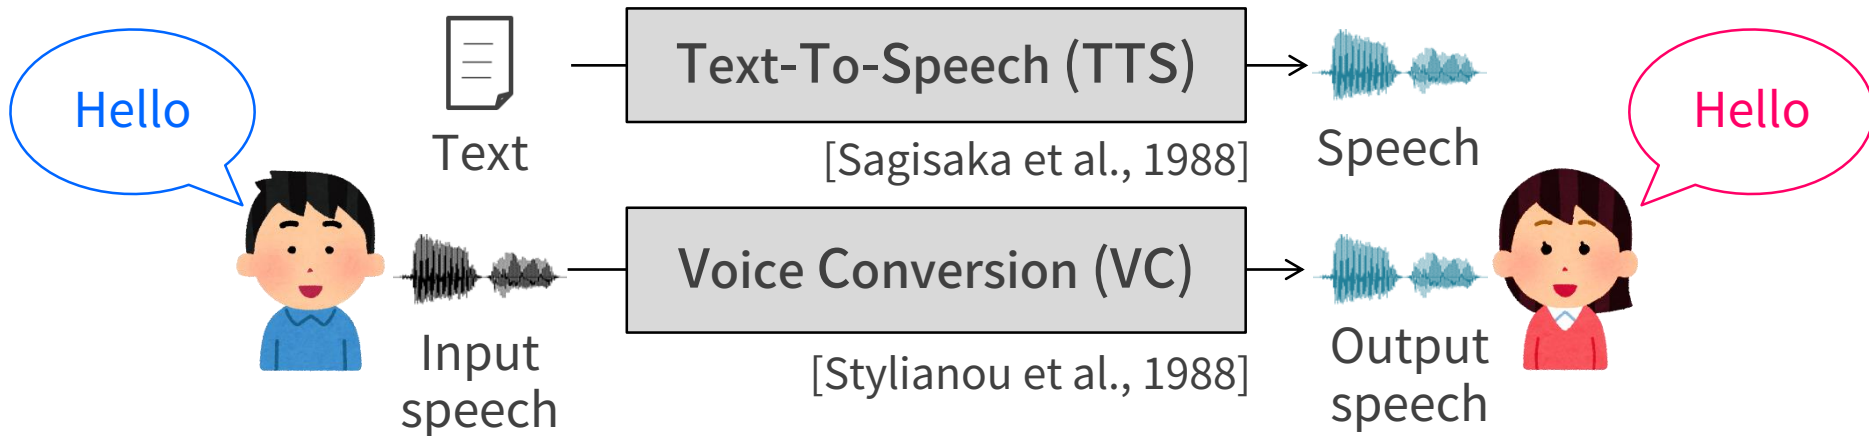 Hello
Text
Text-To-Speech (TTS)
[Sagisaka et al., 1988]
Speech
Hello
Input
speech
Voice Conversion (VC)
[Stylianou et al., 1988]
Output
speech